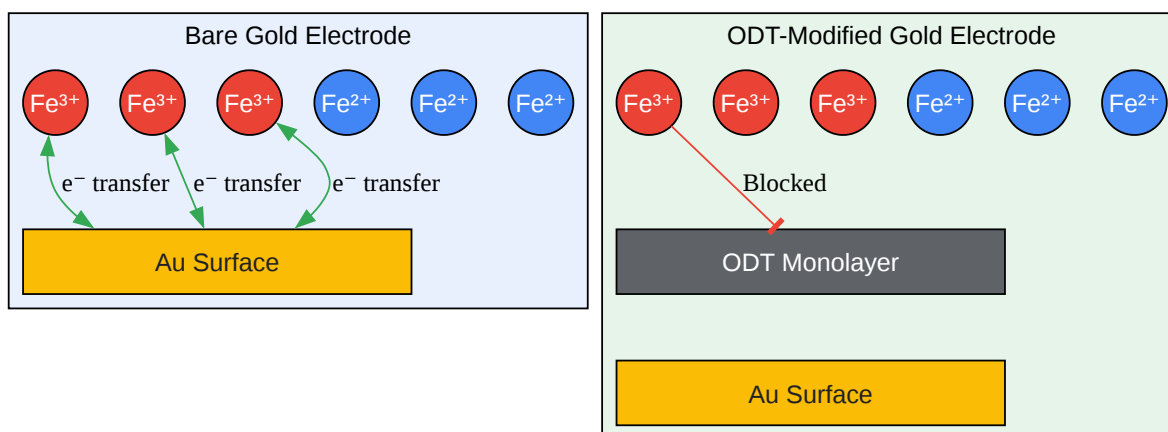 Bare Gold Electrode
Fe³⁺ Fe³⁺ Fe³⁺ Fe²⁺ Fe²⁺ Fe²⁺
e⁻ transfer e⁻ transfer e⁻ transfer
Au Surface
ODT-Modified Gold Electrode
Fe³⁺ Fe³⁺ Fe³⁺ Fe²⁺ Fe²⁺ Fe²⁺
Blocked
ODT Monolayer
Au Surface